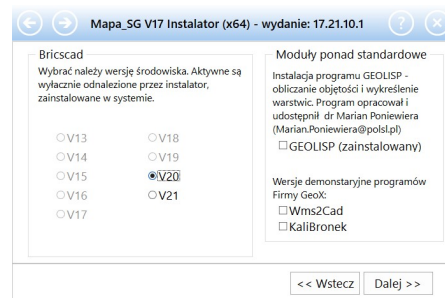 Mapa_SG V17 Instalator (x64) - wydanie: 17.21.10.1
Bricscad
Wybrać należy wersję środowiska. Aktywne są
wyłacznie odnalezione przez instalator,
zainstalowane w systemie.
V13
V14
V15
V16
V17
V18
V19
V20
V21
Moduły ponad standardowe
Instalacja programu GEOLISP -
obliczanie objętości i wykreślenie
warstwic. Program opracował i
udostępnił dr Marian Poniewiera
(Marian.Poniewiera@polsl.pl)
GEOLISP (zainstalowany)
Wersje demonstaryjne programów
Firmy GeoX:
Wms2Cad
KaliBronek
<< Wstecz
Dalej >>